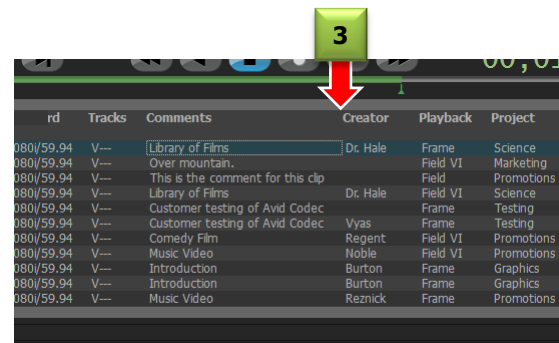 3
00,01
rd Tracks Comments Creator Playback Project
080i/59.94 V--- Library of Films Dr. Hale Frame Science
080i/59.94 V--- Over mountain. Field VI Marketing
080i/59.94 V--- This is the comment for this clip Field Promotions
080i/59.94 V--- Library of Films Dr. Hale Field VI Science
080i/59.94 V--- Customer testing of Avid Codec Frame Testing
080i/59.94 V--- Customer testing of Avid Codec Vyas Frame Testing
080i/59.94 V--- Comedy Film Regent Field VI Promotions
080i/59.94 V--- Music Video Noble Field VI Promotions
080i/59.94 V--- Introduction Burton Frame Graphics
080i/59.94 V--- Introduction Burton Frame Graphics
080i/59.94 V--- Music Video Reznick Frame Promotions